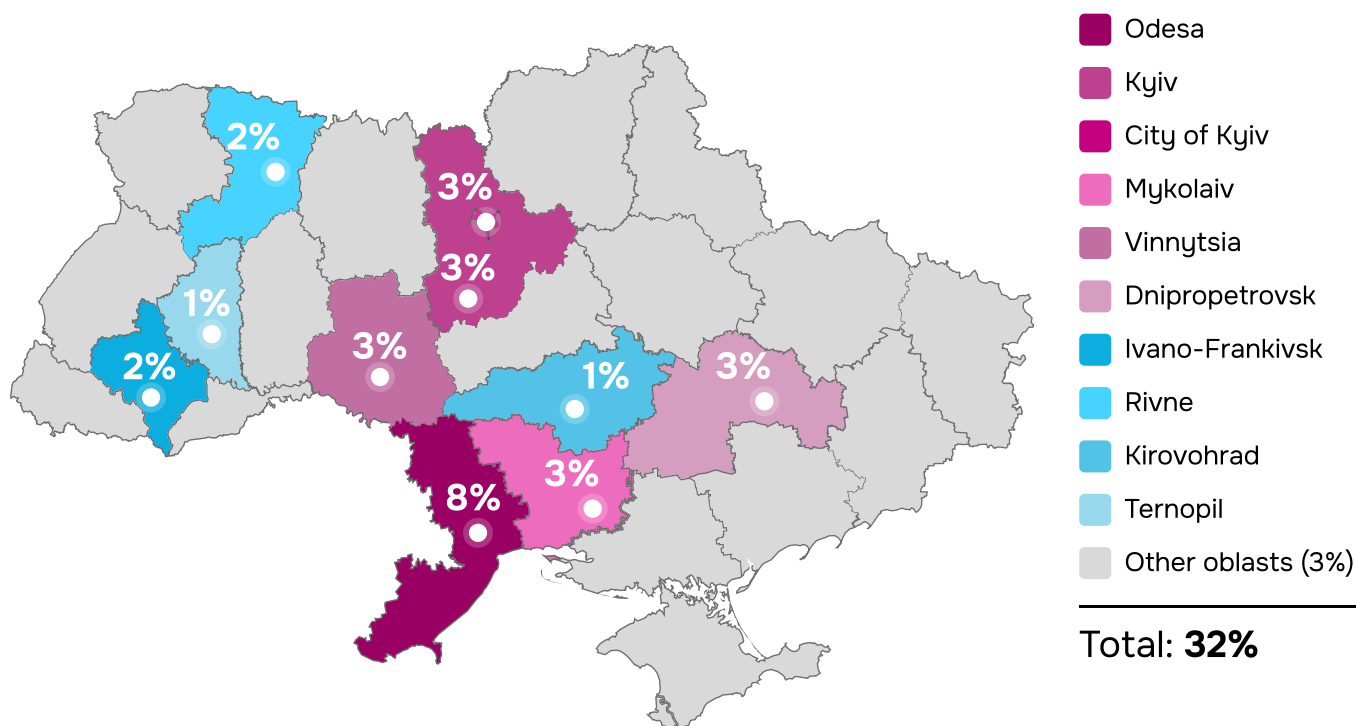 2%
3%
3%
1%
2%
3%
1%
3%
3%
8%
Odesa
Kyiv
City of Kyiv
Mykolaiv
Vinnytsia
Dnipropetrovsk
Ivano-Frankivsk
Rivne
Kirovohrad
Ternopil
Other oblasts (3%)
Total: 32%